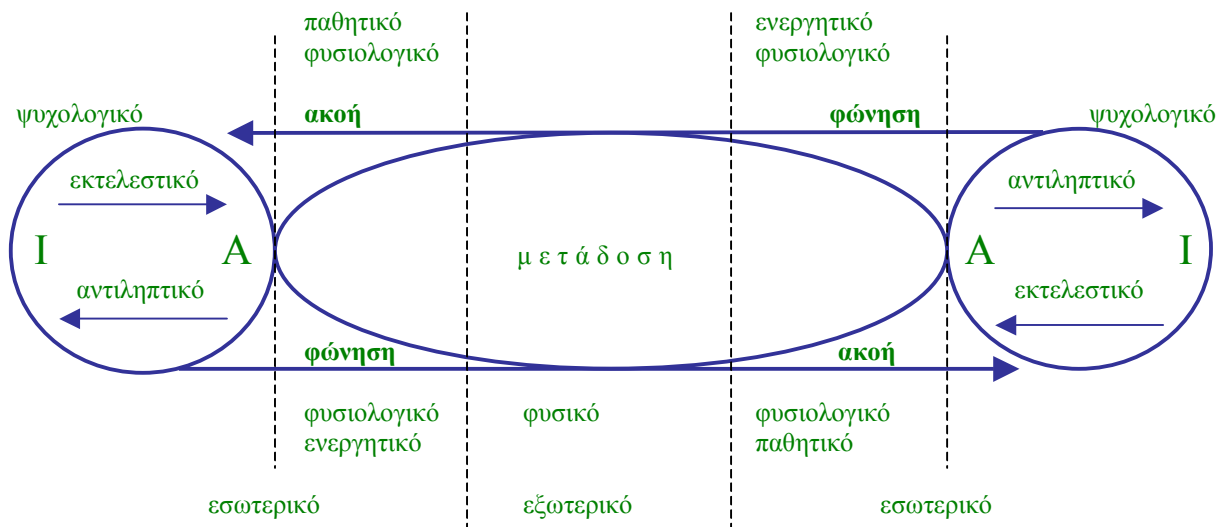 παθητικό
φυσιολογικό
ενεργητικό
φυσιολογικό
ψυχολογικό
ακοή
φώνηση
ψυχολογικό
εκτελεστικό
αντιληπτικό
I A
μ ε τ ά δ ο σ η
A I
αντιληπτικό
εκτελεστικό
φώνηση
ακοή
φυσιολογικό
ενεργητικό
φυσικό
φυσιολογικό
παθητικό
εσωτερικό
εξωτερικό
εσωτερικό